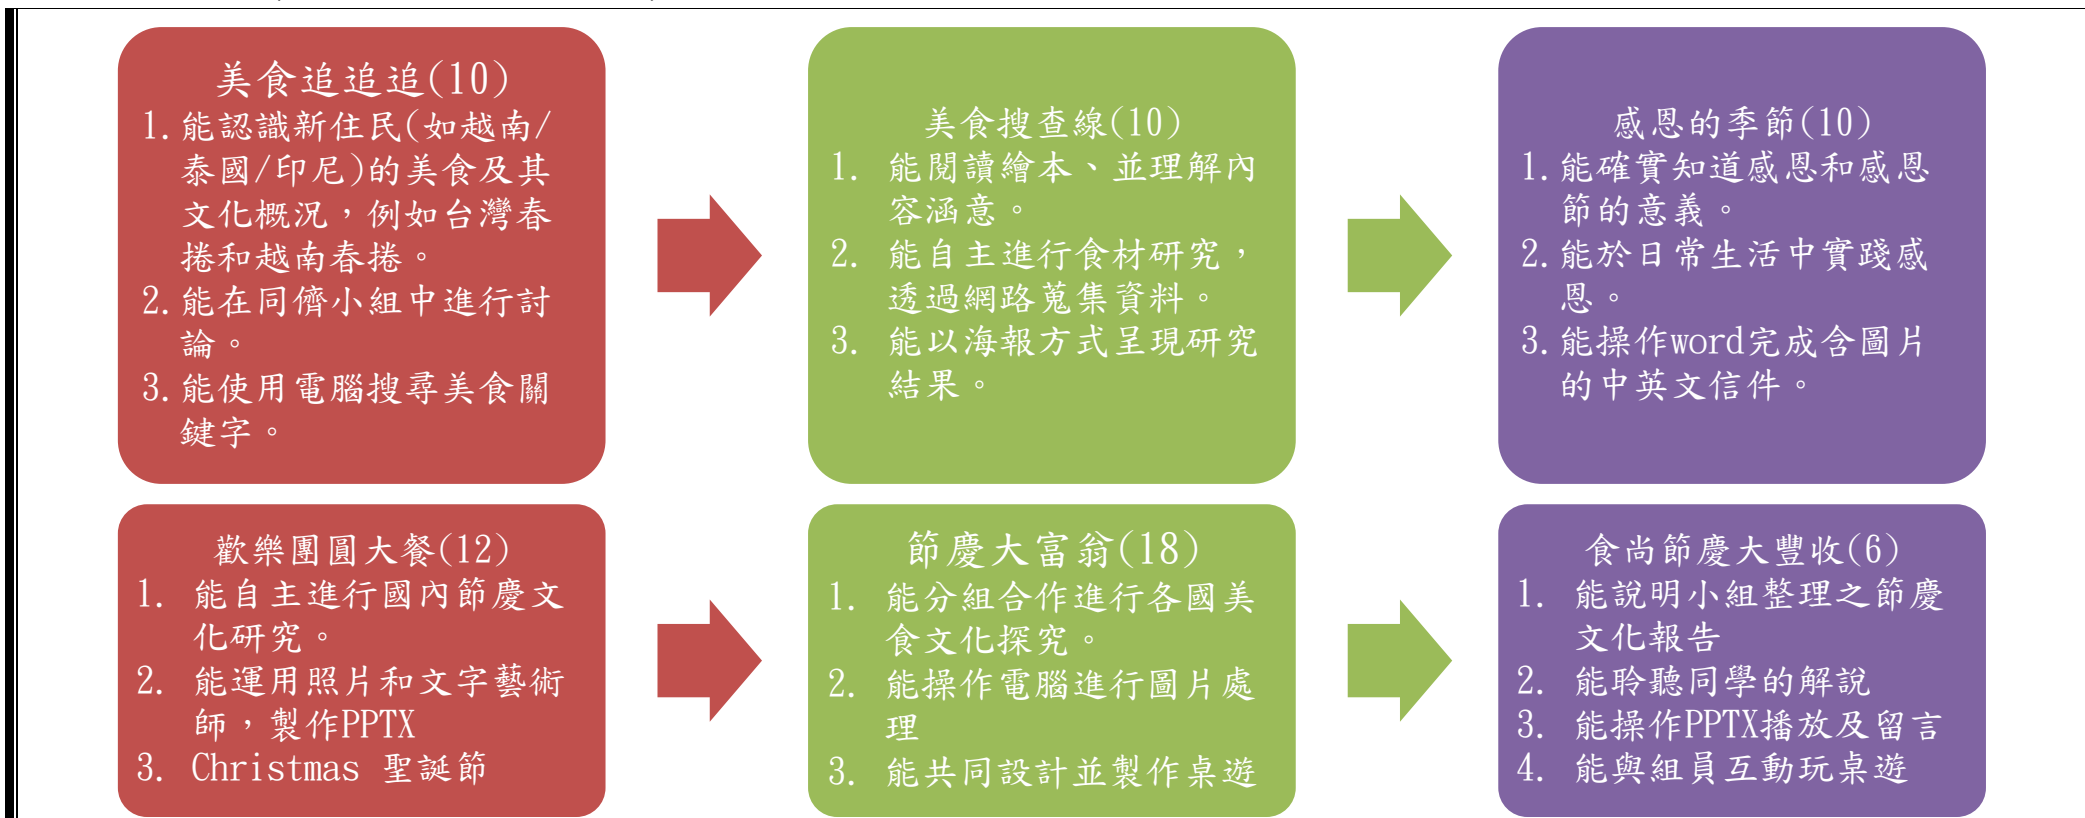 美食追追追(10)
1.能認識新住民(如越南/
泰國/印尼)的美食及其
文化概況，例如台灣春
捲和越南春捲。
2.能在同儕小組中進行討
論。
3.能使用電腦搜尋美食關
鍵字。
美食搜查線(10)
1. 能閱讀繪本、並理解內
容涵意。
2. 能自主進行食材研究，
透過網路蒐集資料。
3. 能以海報方式呈現研究
結果。
感恩的季節(10)
1.能確實知道感恩和感恩
節的意義。
2.能於日常生活中實踐感
恩。
3.能操作word完成含圖片
的中英文信件。
歡樂團圓大餐(12)
1. 能自主進行國內節慶文
化研究。
2. 能運用照片和文字藝術
師，製作PPTX
3. Christmas 聖誕節
節慶大富翁(18)
1. 能分組合作進行各國美
食文化探究。
2. 能操作電腦進行圖片處
理
3. 能共同設計並製作桌遊
食尚節慶大豐收(6)
1. 能說明小組整理之節慶
文化報告
2. 能聆聽同學的解說
3. 能操作PPTX播放及留言
4. 能與組員互動玩桌遊